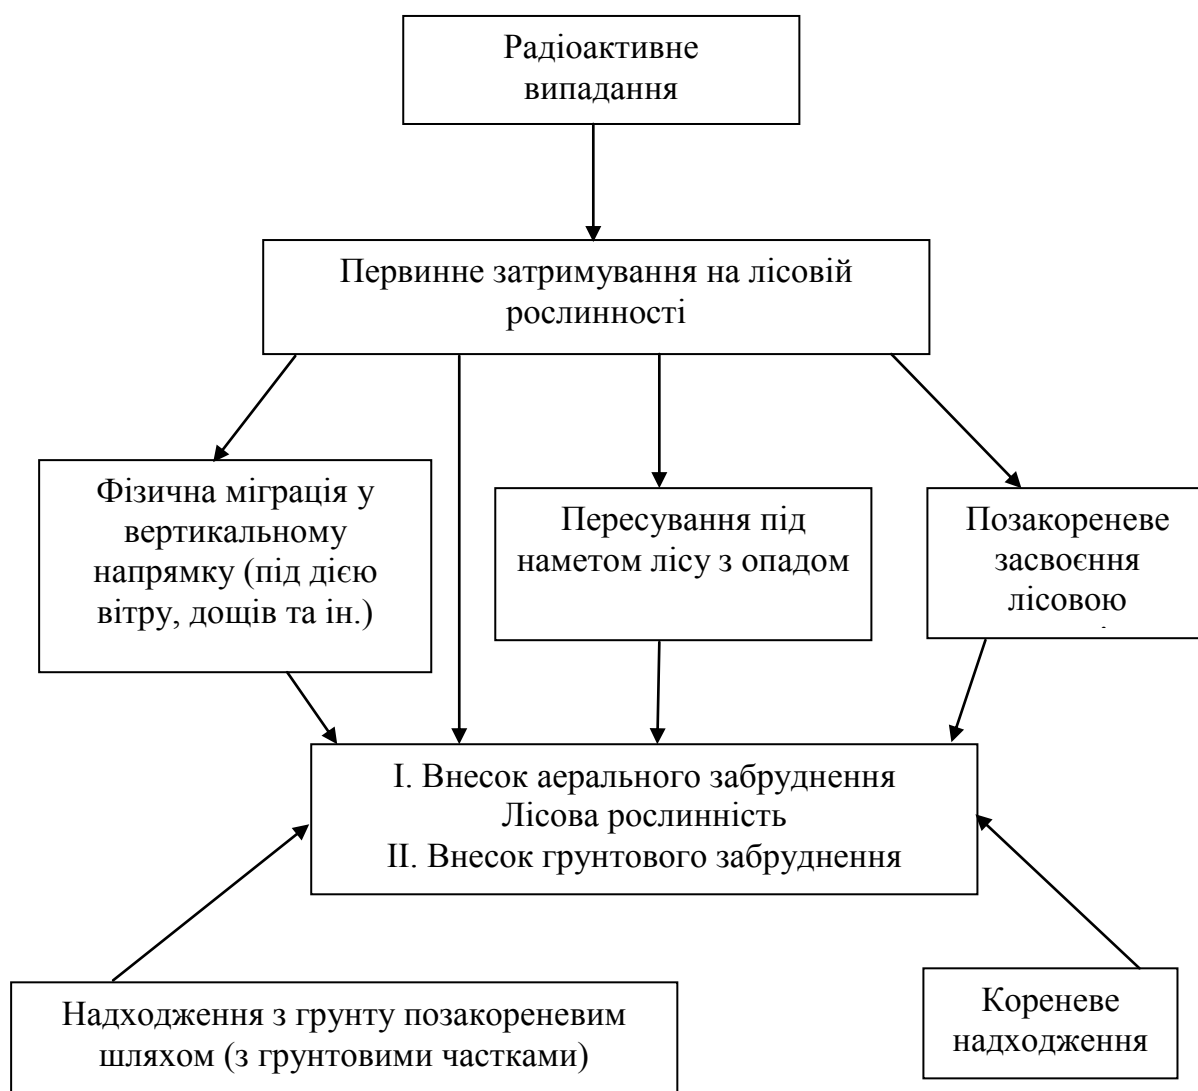 Радіоактивне
випадання
Первинне затримування на лісовій
рослинності
Фізична міграція у
вертикальному
напрямку (під дією
вітру, дощів та ін.)
Пересування під
наметом лісу з опадом
Позакореневе
засвоєння
лісовою
I. Внесок аерального забруднення
Лісова рослинність
II. Внесок грунтового забруднення
Надходження з грунту позакореневим
шляхом (з грунтовими частками)
Кореневе
надходження